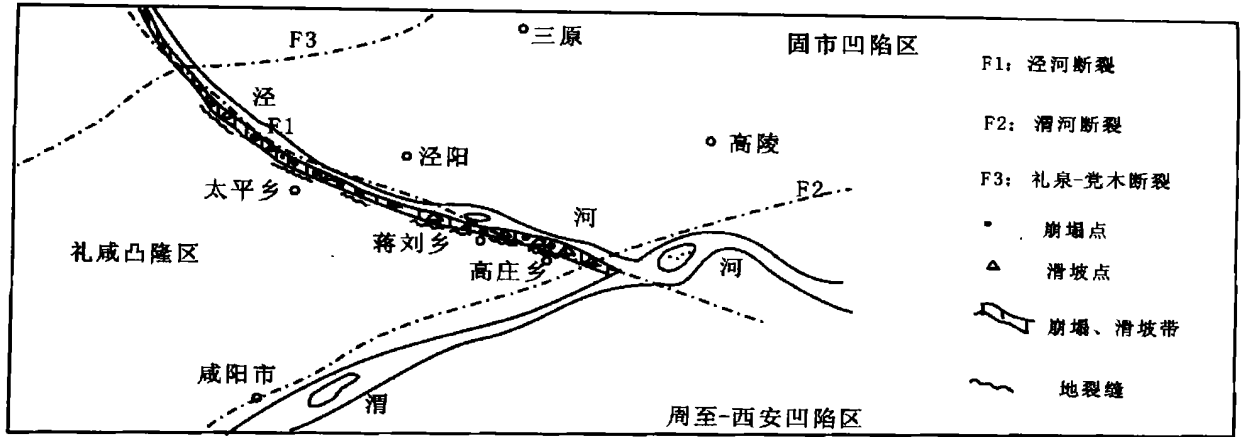 F3
三原
固市凹陷区
F1：泾河断裂
泾
F1
F2：渭河断裂
泾阳
高陵
F3：礼泉-党木断裂
太平乡
F2
河
崩塌点
礼咸凸隆区
蒋刘乡
高庄乡
河
滑坡点
崩塌、滑坡带
咸阳市
渭
地裂缝
周至-西安凹陷区